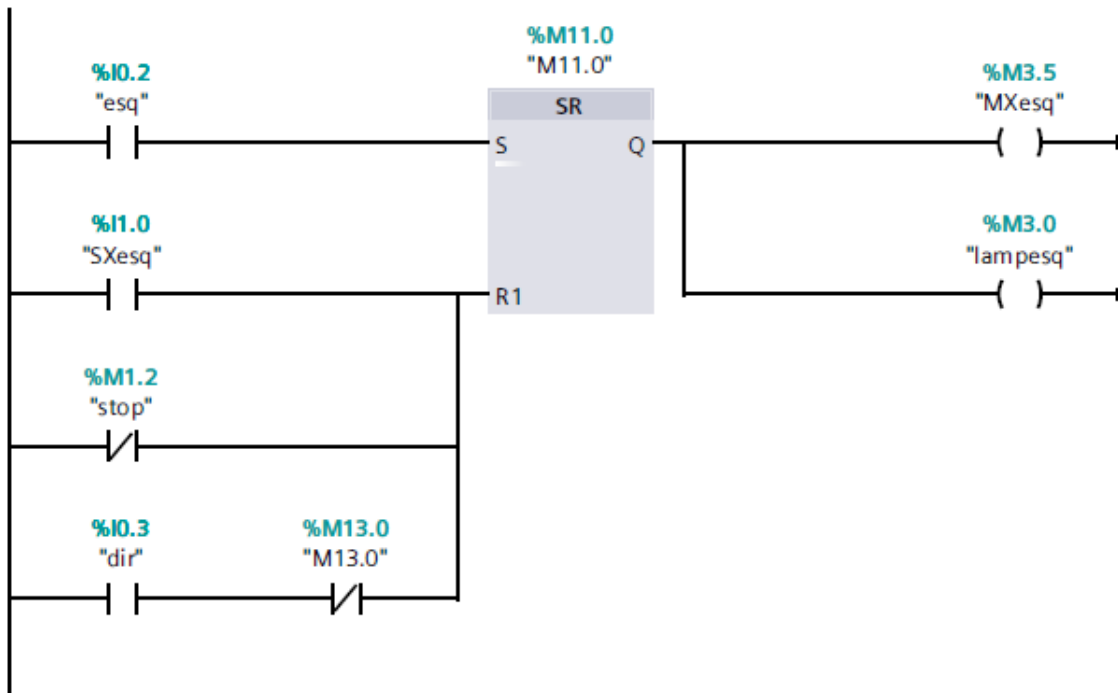 %M11.0
"M11.0"
%I0.2
"esq"
SR
%M3.5
"MXesq"
S
Q
%I1.0
"SXesq"
%M3.0
"lampesq"
R1
%M1.2
"stop"
%I0.3
"dir"
%M13.0
"M13.0"